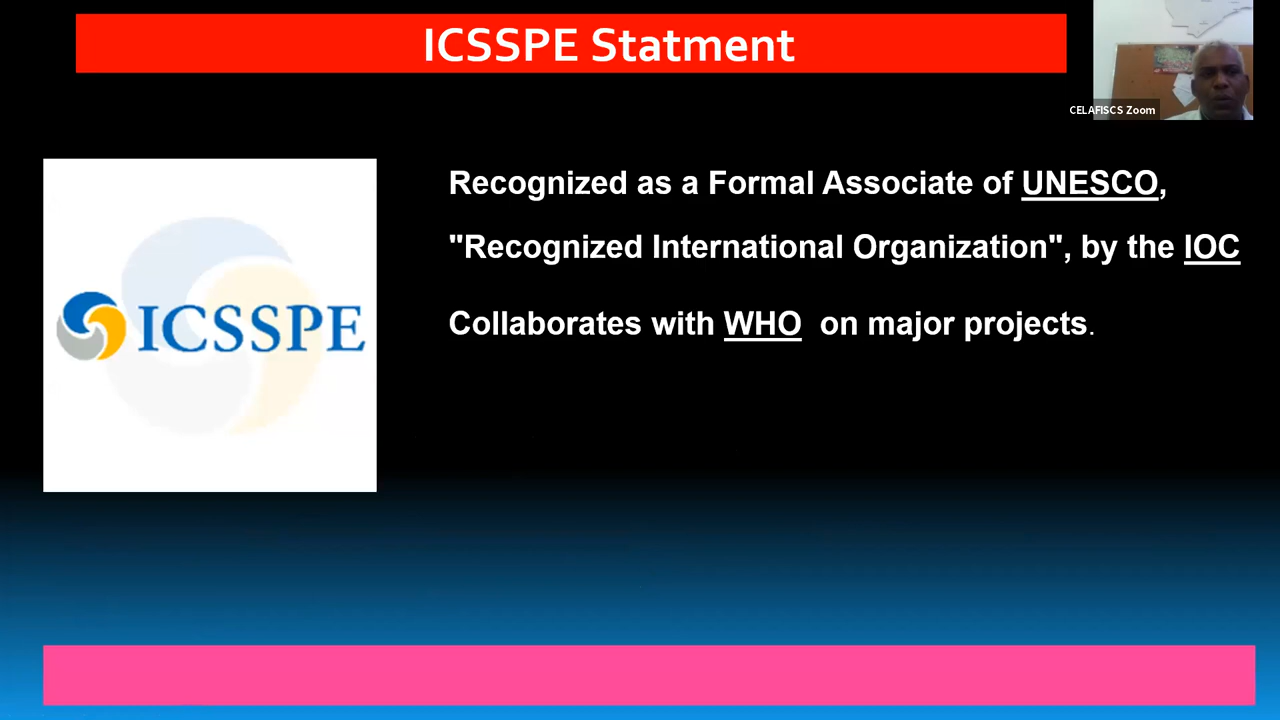 ICSSPE Statment
CELAFISCS Zoom
ICSSPE
Recognized as a Formal Associate of UNESCO,
"Recognized International Organization", by the IOC
Collaborates with WHO on major projects.